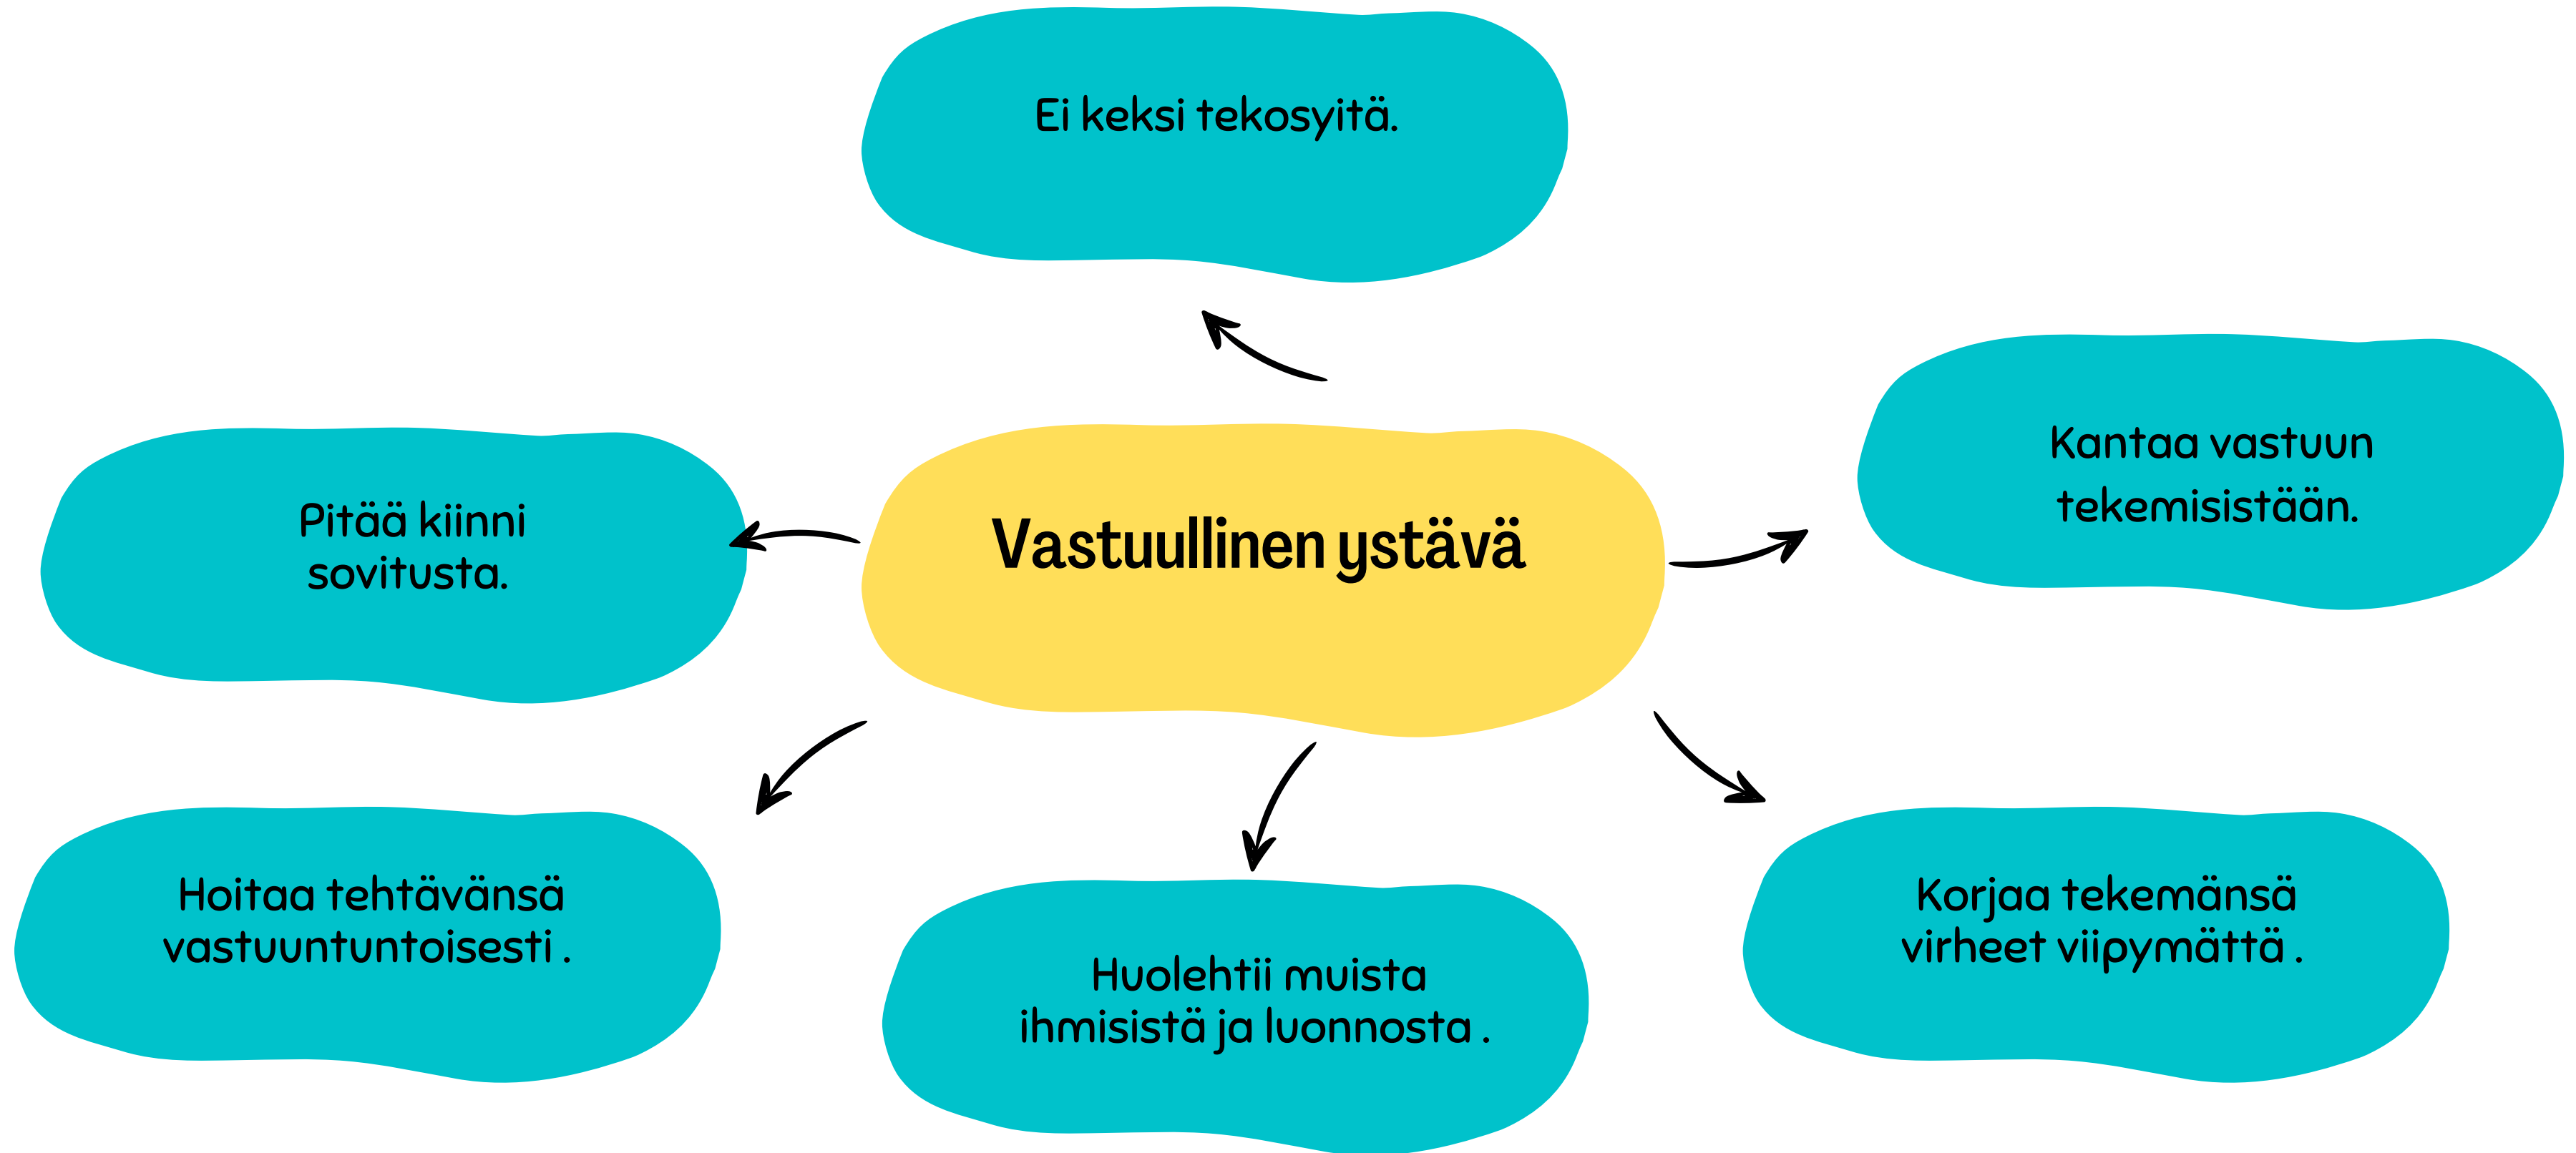 Ei keksi tekosyitä.
Kantaa vastuun
tekemisistään.
Pitää kiinni
sovitusta.
Vastuullinen ystävä
Hoitaa tehtävänsä
vastuuntuntoisesti .
Huolehtii muista
ihmisistä ja luonnosta .
Korjaa tekemänsä
virheet viipymättä .